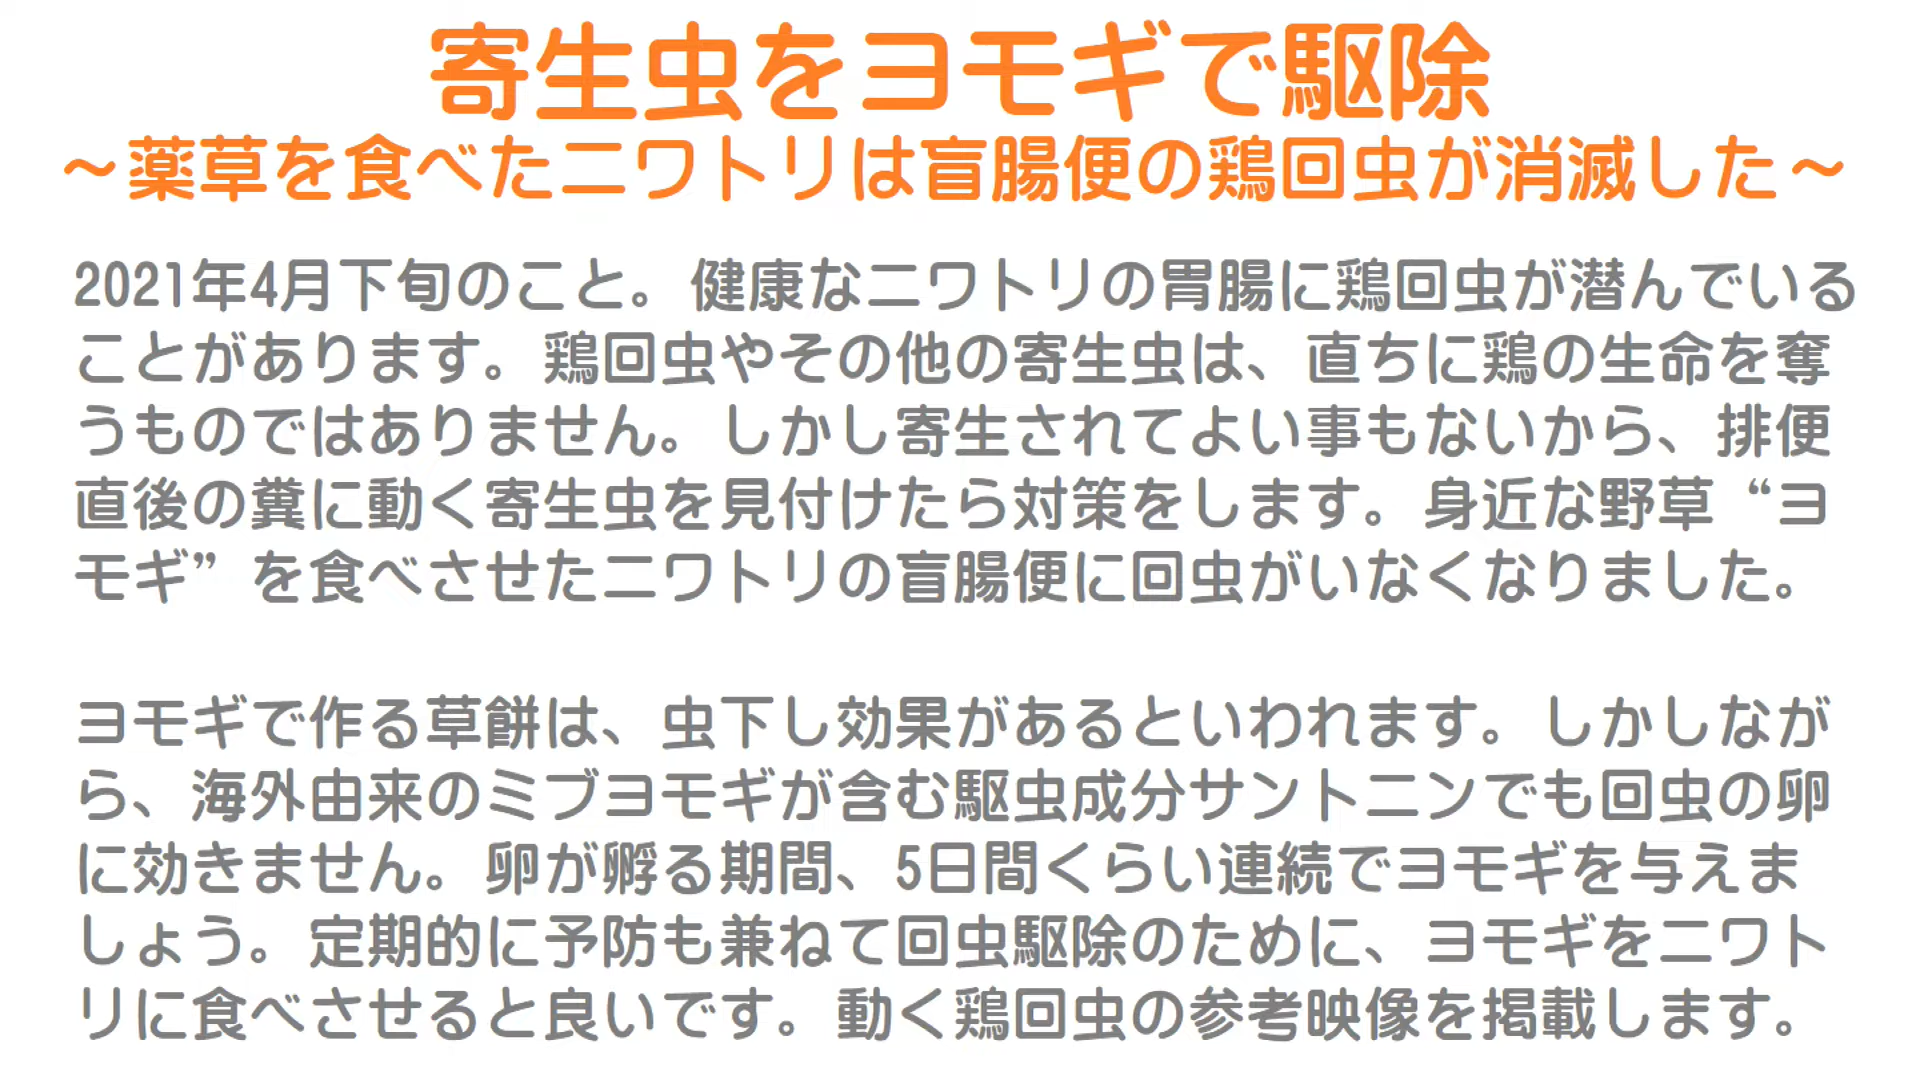 寄生虫をヨモギで駆除
～薬草を食べたニワトリは盲腸便の鶏回虫が消滅した～
2021年4月下旬のこと。健康なニワトリの胃腸に鶏回虫が潜んでいる
ことがあります。鶏回虫やその他の寄生虫は、直ちに鶏の生命を奪
うものではありません。しかし寄生されてよい事もないから、排便
直後の糞に動く寄生虫を見付けたら対策をします。身近な野草“ヨ
モギ”を食べさせたニワトリの盲腸便に回虫がいなくなりました。
ヨモギで作る草餅は、虫下し効果があるといわれます。しかしなが
ら、海外由来のミブヨモギが含む駆虫成分サントニンでも回虫の卵
に効きません。卵が孵る期間、5日間くらい連続でヨモギを与えま
しょう。定期的に予防も兼ねて回虫駆除のために、ヨモギをニワト
リに食べさせると良いです。動く鶏回虫の参考映像を掲載します。